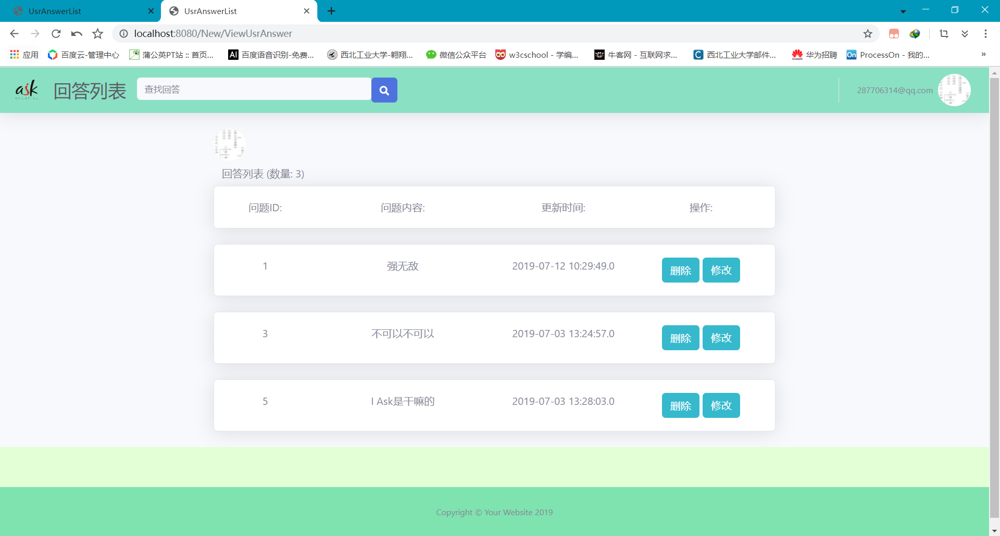 UsrAnswerList
UsrAnswerList
localhost:8080/New/ViewUsrAnswer
应用 百度云-管理中心 蒲公英PT站 :: 首页... AI 百度语音识别-免费... 西北工业大学-翱翔... 微信公众平台 w3cschool - 学编... 牛客网 - 互联网求... C 西北工业大学邮件... 华为招聘 On ProcessOn - 我的... »
ask
creative
回答列表
查找回答
287706314@qq.com
回答列表 (数量: 3)
问题ID: 问题内容: 更新时间: 操作:
1 强无敌 2019-07-12 10:29:49.0 删除 修改
3 不可以不可以 2019-07-03 13:24:57.0 删除 修改
5 I Ask是干嘛的 2019-07-03 13:28:03.0 删除 修改
Copyright © Your Website 2019